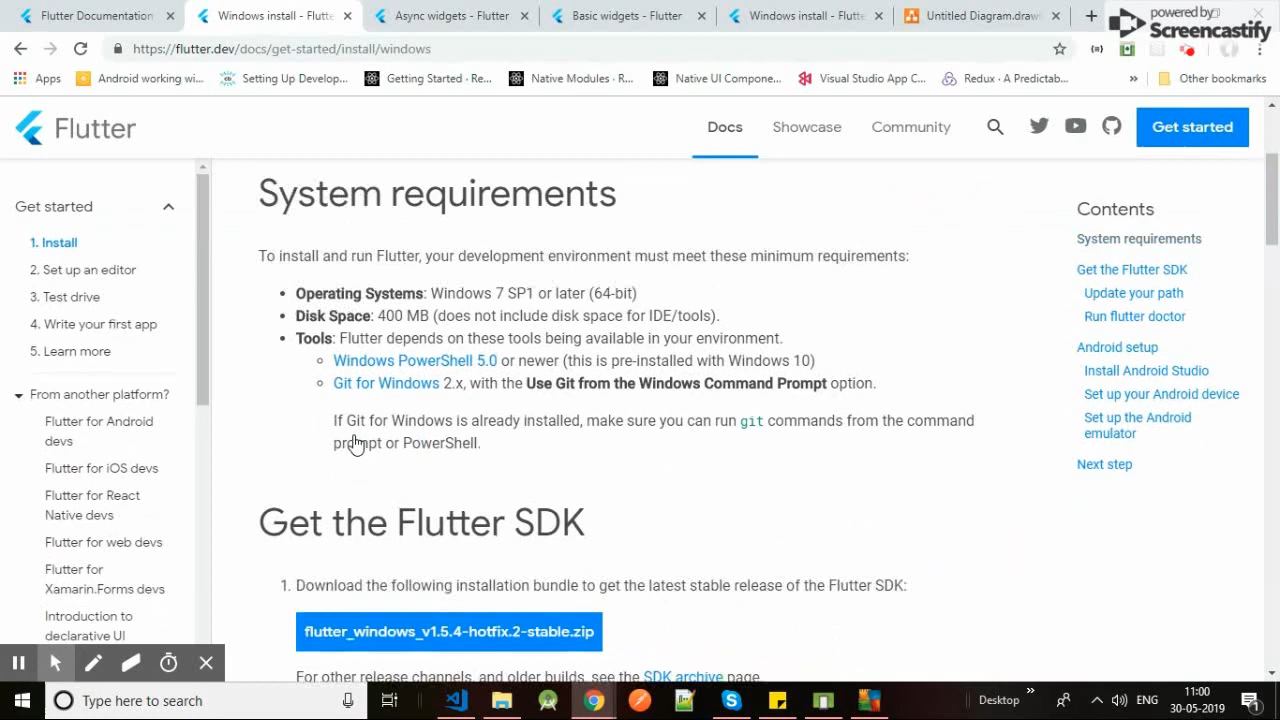 Flutter Documentation
Windows install - Flutte
Async widgets - Flutter
Basic widgets - Flutter
Windows install - Flutte
Untitled Diagram.draw
powered by
Screencastify
https://flutter.dev/docs/get-started/install/windows
Apps
Android working wi...
Setting Up Develop...
Getting Started · Re...
Native Modules · R...
Native UI Compone...
Visual Studio App C...
Redux · A Predictab...
»
Other bookmarks
Flutter
Docs
Showcase
Community
Get started
Get started
1. Install
2. Set up an editor
3. Test drive
4. Write your first app
5. Learn more
From another platform?
Flutter for Android
devs
Flutter for iOS devs
Flutter for React
Native devs
Flutter for web devs
Flutter for
Xamarin.Forms devs
Introduction to
declarative UI
System requirements
To install and run Flutter, your development environment must meet these minimum requirements:
• Operating Systems: Windows 7 SP1 or later (64-bit)
• Disk Space: 400 MB (does not include disk space for IDE/tools).
• Tools: Flutter depends on these tools being available in your environment.
◦ Windows PowerShell 5.0 or newer (this is pre-installed with Windows 10)
◦ Git for Windows 2.x, with the Use Git from the Windows Command Prompt option.
If Git for Windows is already installed, make sure you can run git commands from the command
prompt or PowerShell.
Get the Flutter SDK
1. Download the following installation bundle to get the latest stable release of the Flutter SDK:
flutter_windows_v1.5.4-hotfix.2-stable.zip
For other release channels, and older builds, see the SDK archive page.
Contents
System requirements
Get the Flutter SDK
Update your path
Run flutter doctor
Android setup
Install Android Studio
Set up your Android device
Set up the Android
emulator
Next step
Type here to search
Desktop
»
ENG
11:00
30-05-2019
1